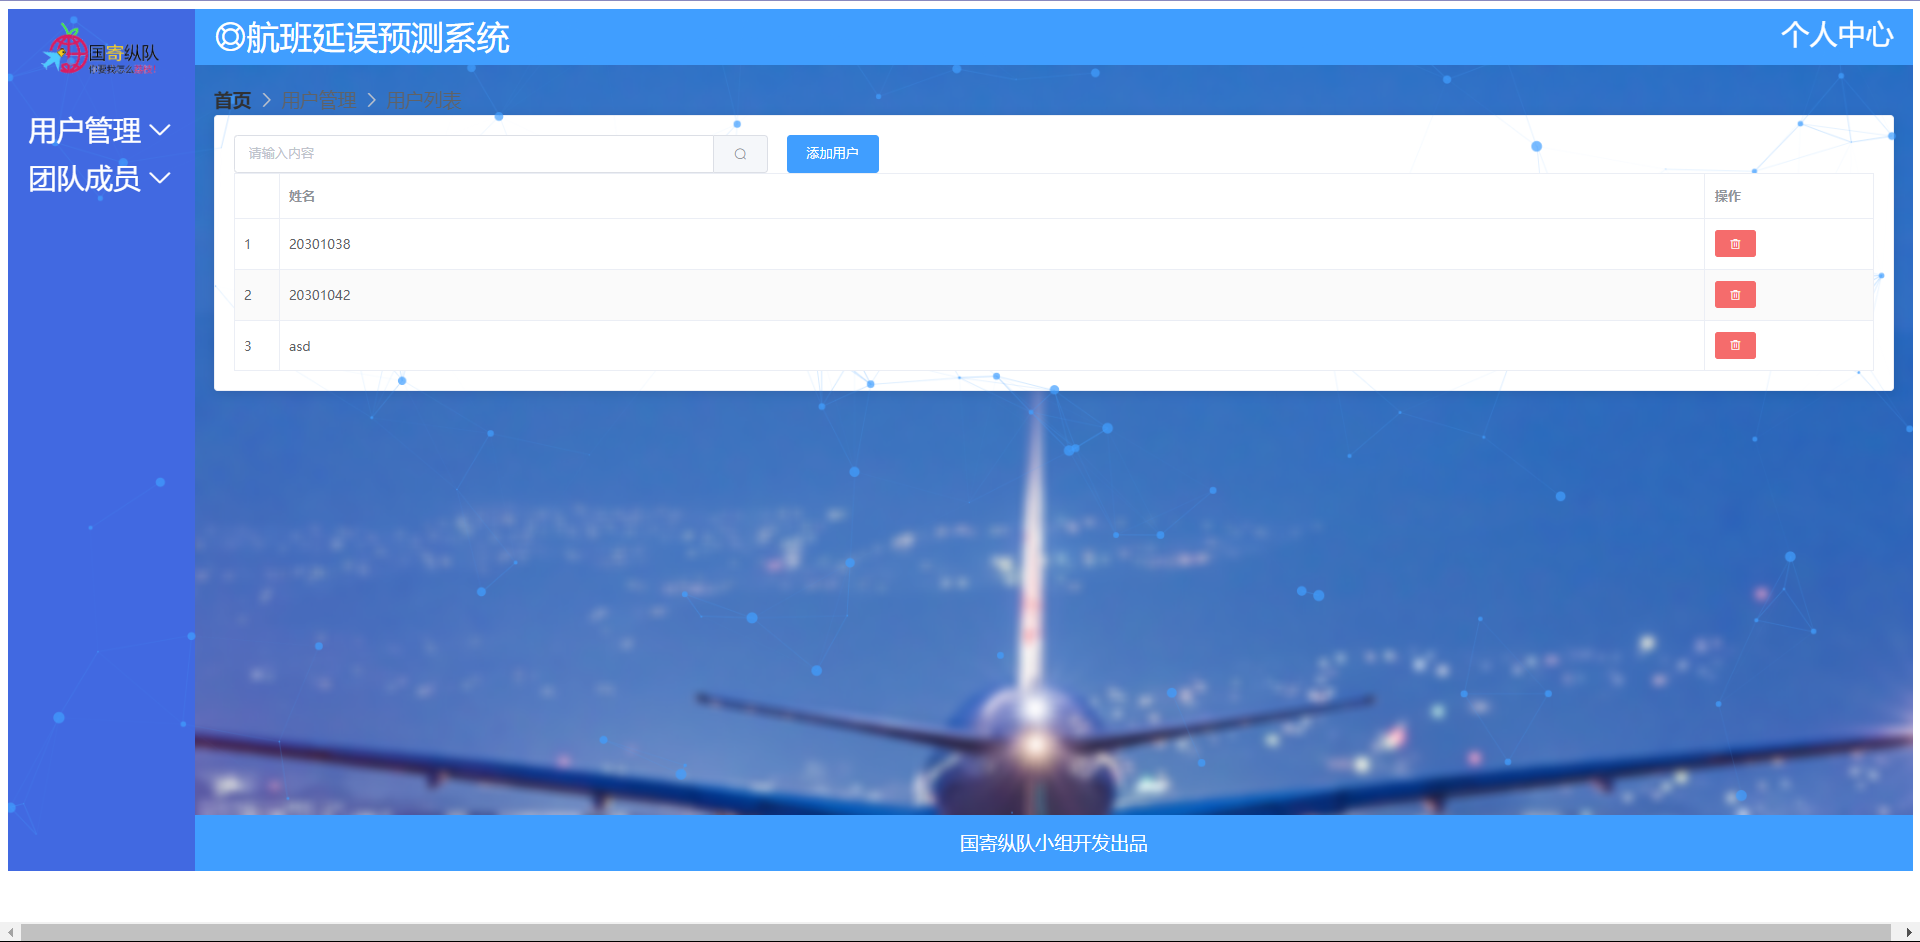 国寄纵队
航班延误预测系统
个人中心
用户管理
团队成员
首页 用户管理 用户列表
请输入内容
添加用户
姓名 操作
1 20301038
2 20301042
3 asd
国寄纵队小组开发出品